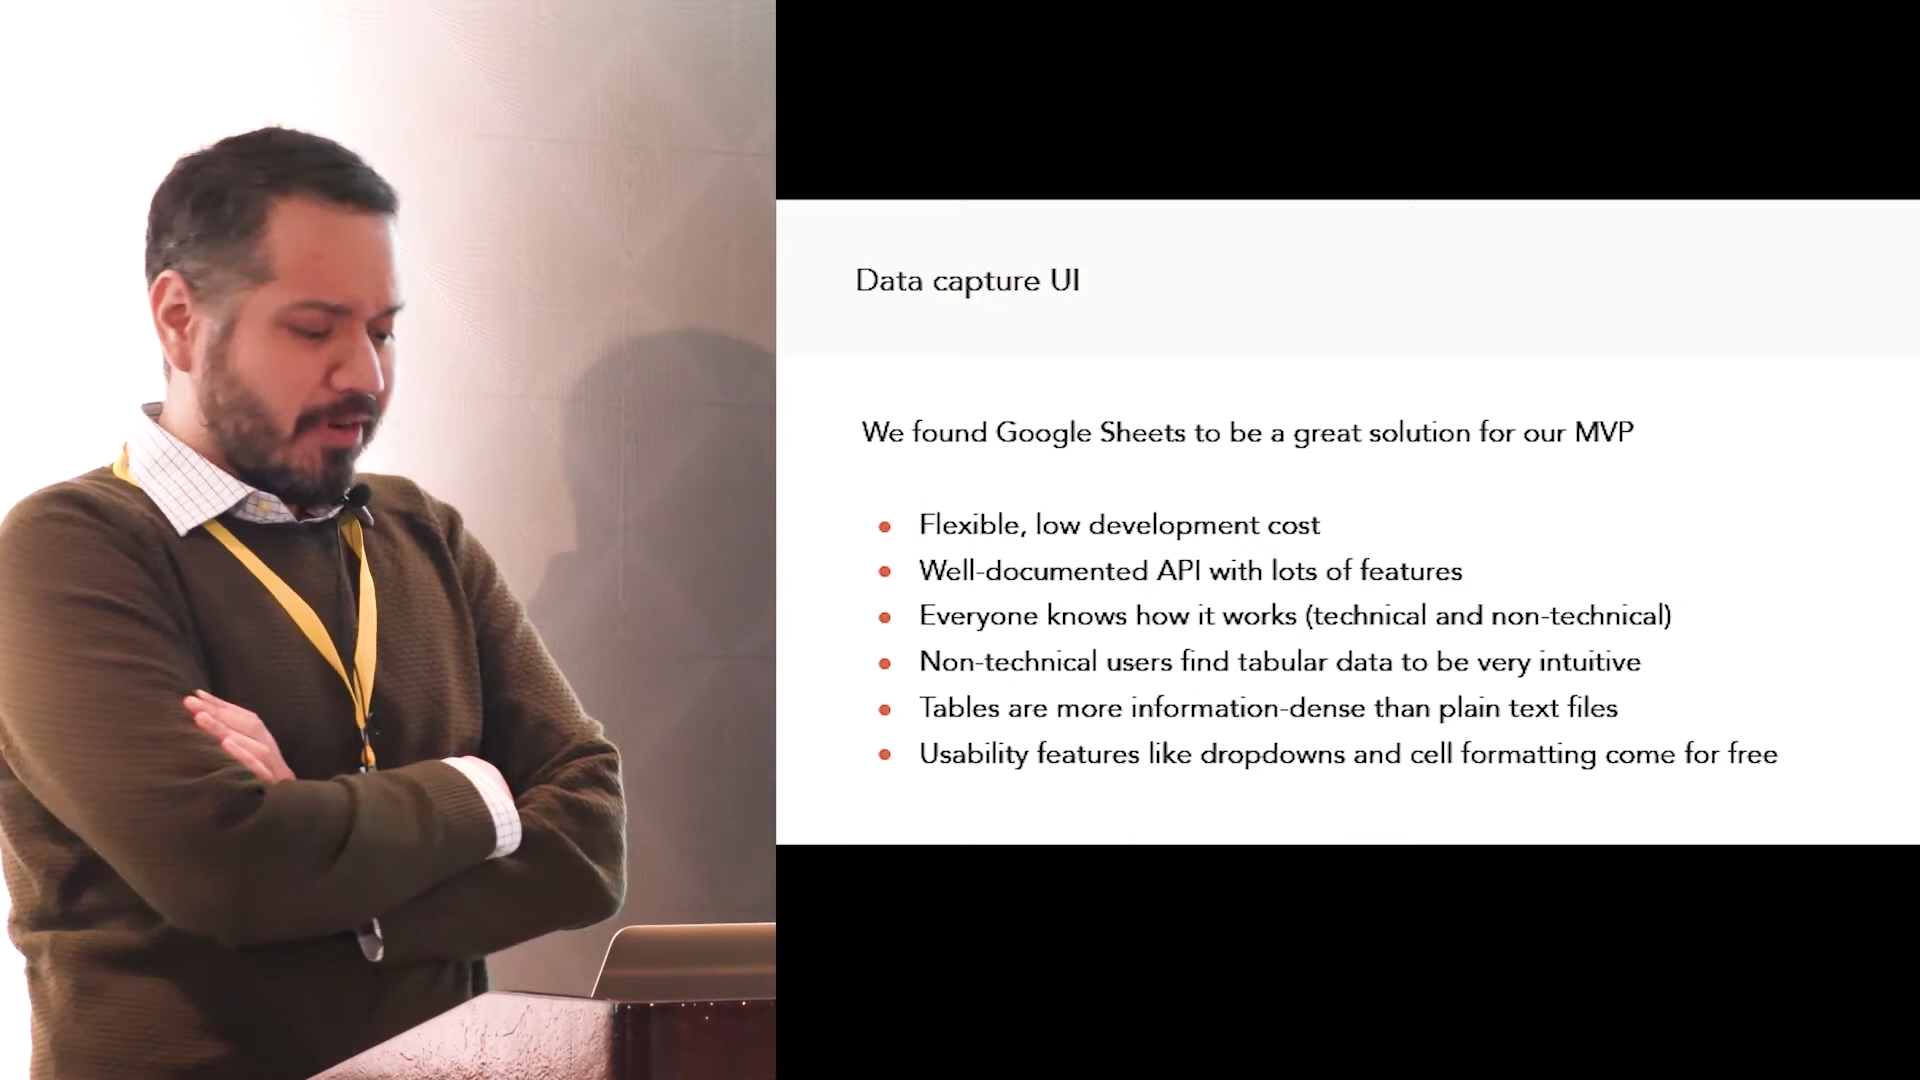 Data capture UI
We found Google Sheets to be a great solution for our MVP
Flexible, low development cost
Well-documented API with lots of features
Everyone knows how it works (technical and non-technical)
Non-technical users find tabular data to be very intuitive
Tables are more information-dense than plain text files
Usability features like dropdowns and cell formatting come for free